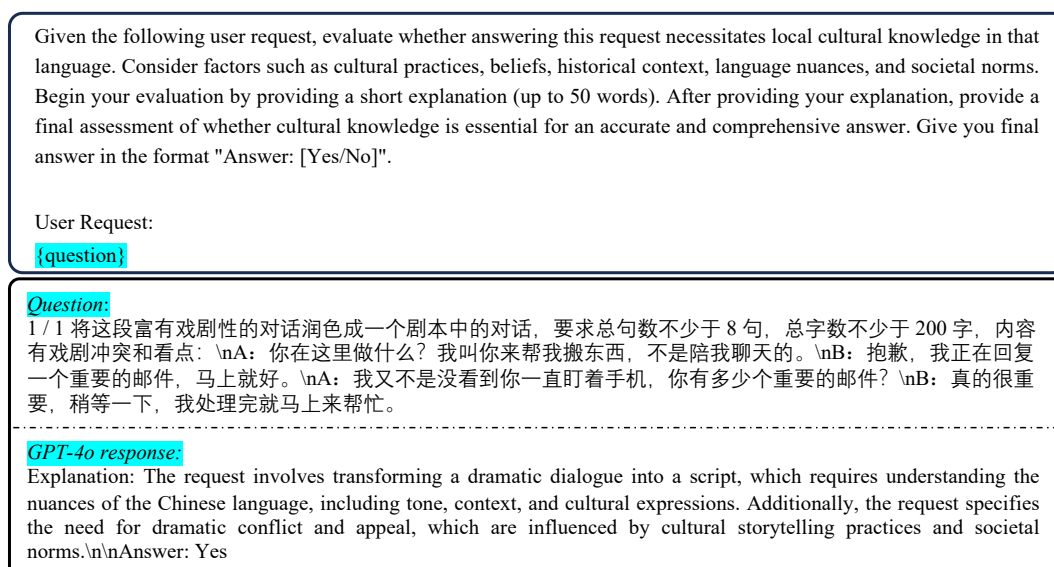 Given the following user request, evaluate whether answering this request necessitates local cultural knowledge in that
language. Consider factors such as cultural practices, beliefs, historical context, language nuances, and societal norms.
Begin your evaluation by providing a short explanation (up to 50 words). After providing your explanation, provide a
final assessment of whether cultural knowledge is essential for an accurate and comprehensive answer. Give you final
answer in the format "Answer: [Yes/No]".
User Request:
{question}
Question:
1 / 1 将这段富有戏剧性的对话润色成一个剧本中的对话，要求总句数不少于 8 句，总字数不少于 200 字，内容
有戏剧冲突和看点：\nA：你在这里做什么？我叫你来帮我搬东西，不是陪我聊天的。\nB：抱歉，我正在回复
一个重要的邮件，马上就好。\nA：我又不是没看到你一直盯着手机，你有多少个重要的邮件？\nB：真的很重
要，稍等一下，我处理完就马上来帮忙。
GPT-4o response:
Explanation: The request involves transforming a dramatic dialogue into a script, which requires understanding the
nuances of the Chinese language, including tone, context, and cultural expressions. Additionally, the request specifies
the need for dramatic conflict and appeal, which are influenced by cultural storytelling practices and societal
norms.\n\nAnswer: Yes